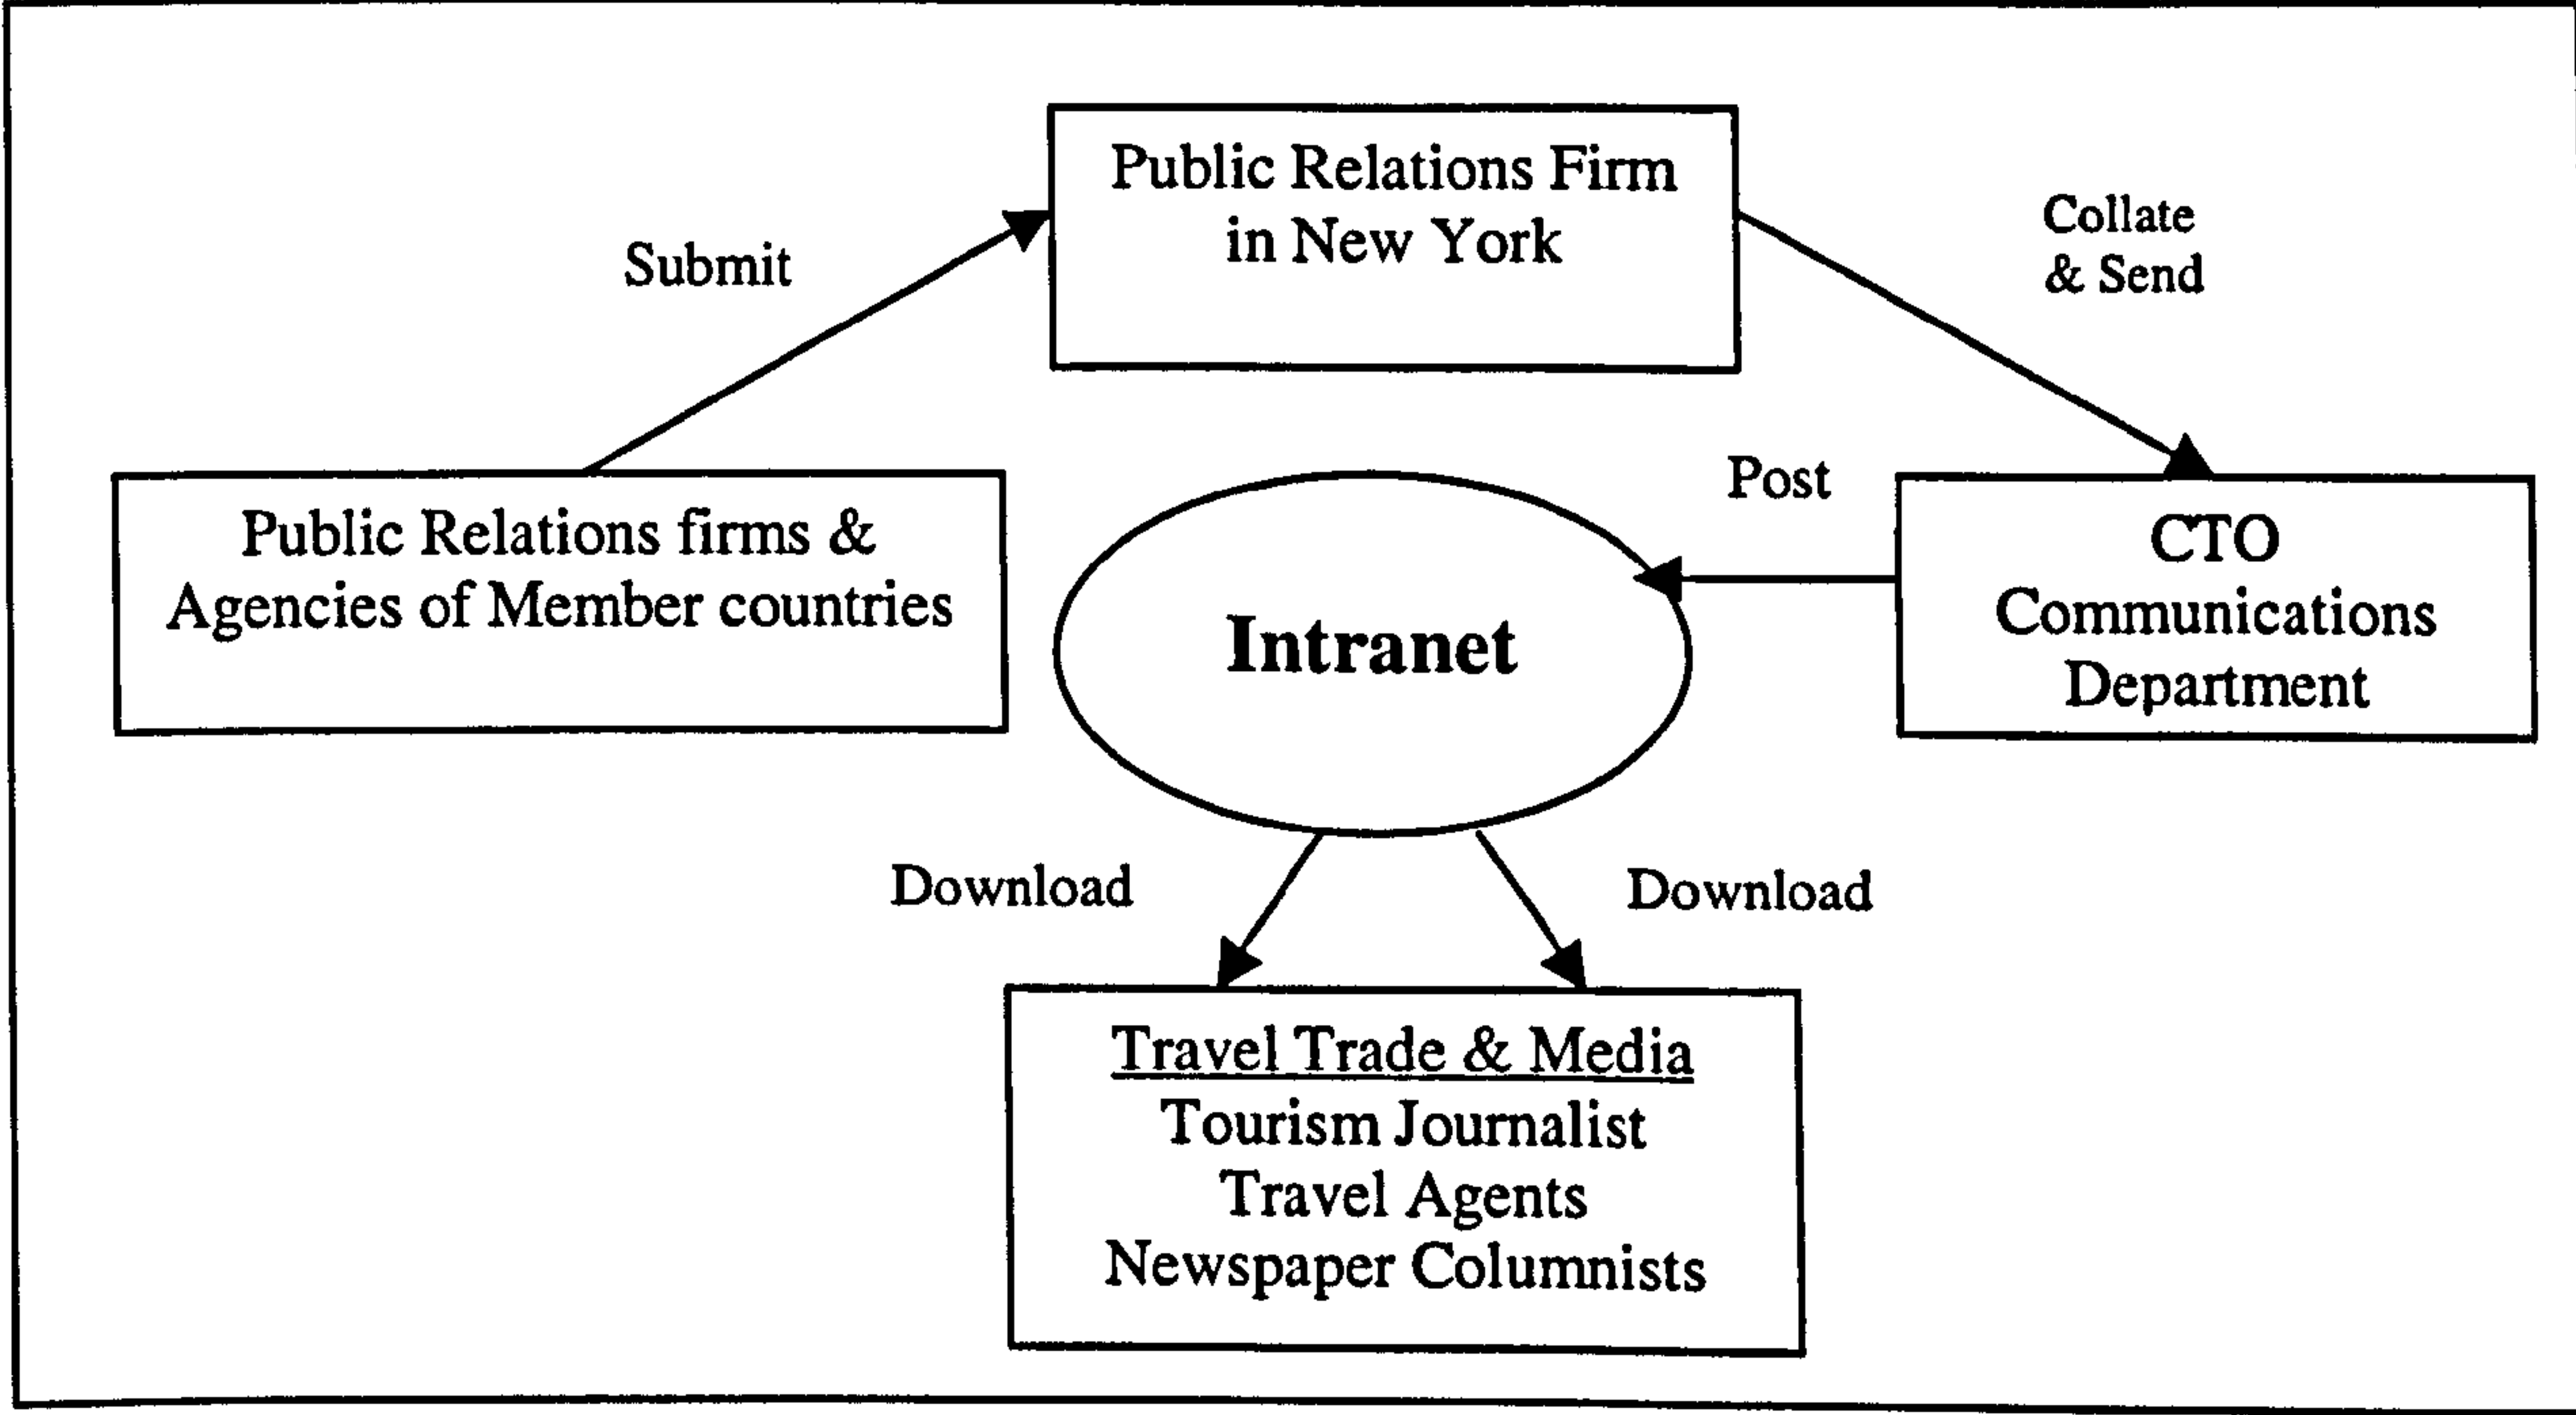 Public Relations Firm
in New York
Submit
Collate
& Send
Public Relations firms &
Agencies of Member countries
Post
Intranet
CTO
Communications
Department
Download
Download
Travel Trade & Media
Tourism Journalist
Travel Agents
Newspaper Columnists